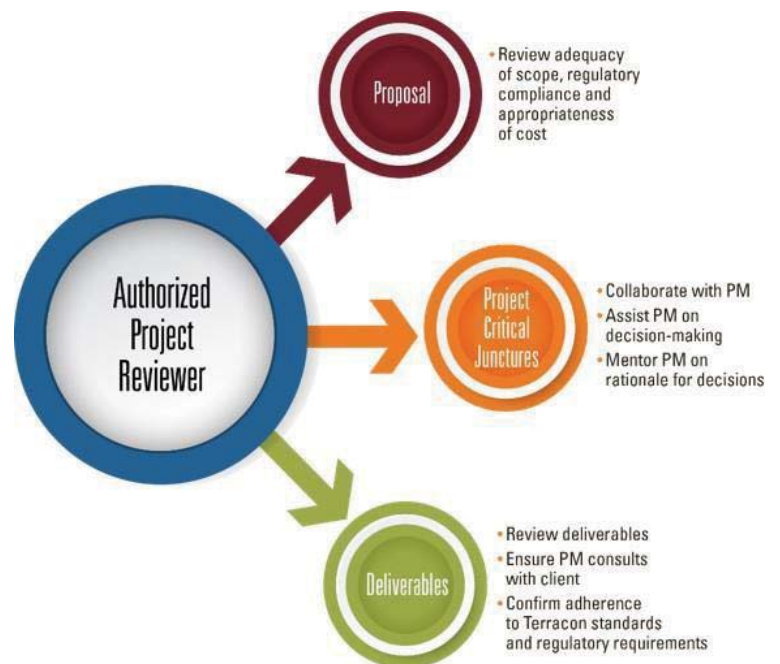 Authorized
Project
Reviewer
Proposal
• Review adequacy
of scope, regulatory
compliance and
appropriateness
of cost
Project
Critical
Junctures
• Collaborate with PM
• Assist PM on
decision-making
• Mentor PM on
rationale for decisions
Deliverables
• Review deliverables
• Ensure PM consults
with client
• Confirm adherence
to Terracon standards
and regulatory requirements